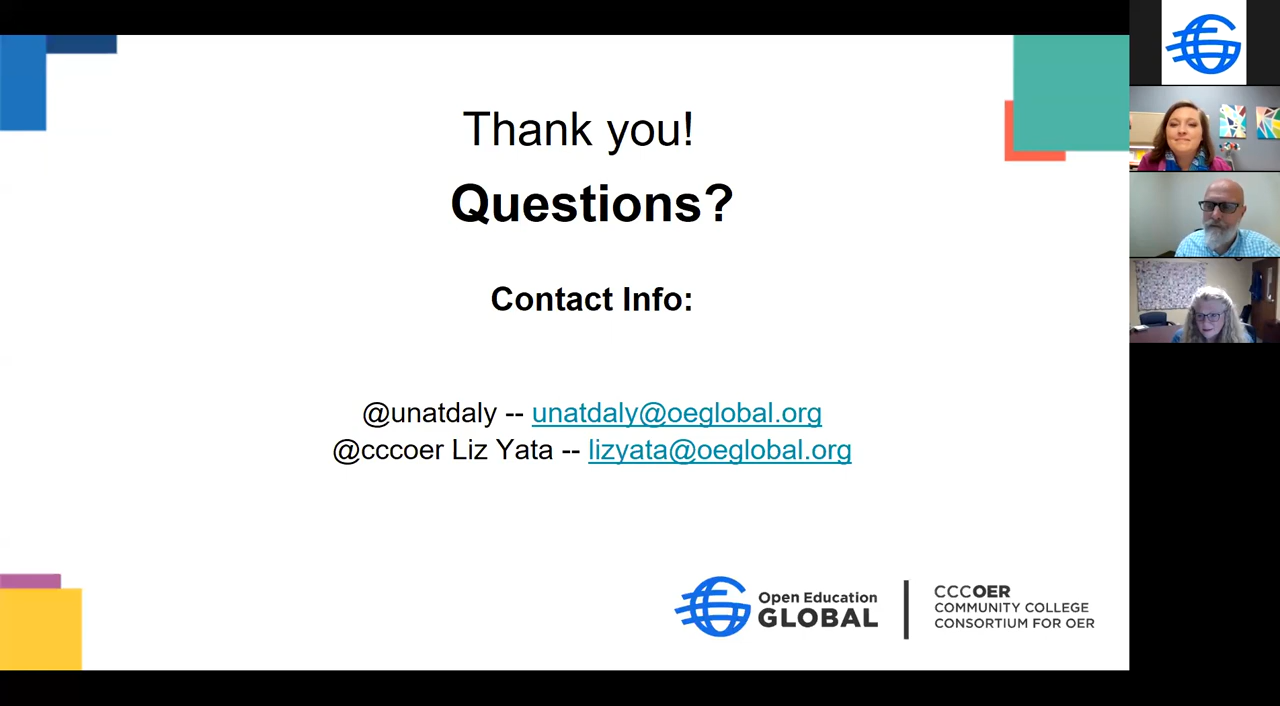 Thank you!
Questions?
Contact Info:
@unatdaly -- unatdaly@oeglobal.org
@cccoer Liz Yata -- lizyata@oeglobal.org
Open Education
GLOBAL
CCCOER
COMMUNITY COLLEGE
CONSORTIUM FOR OER